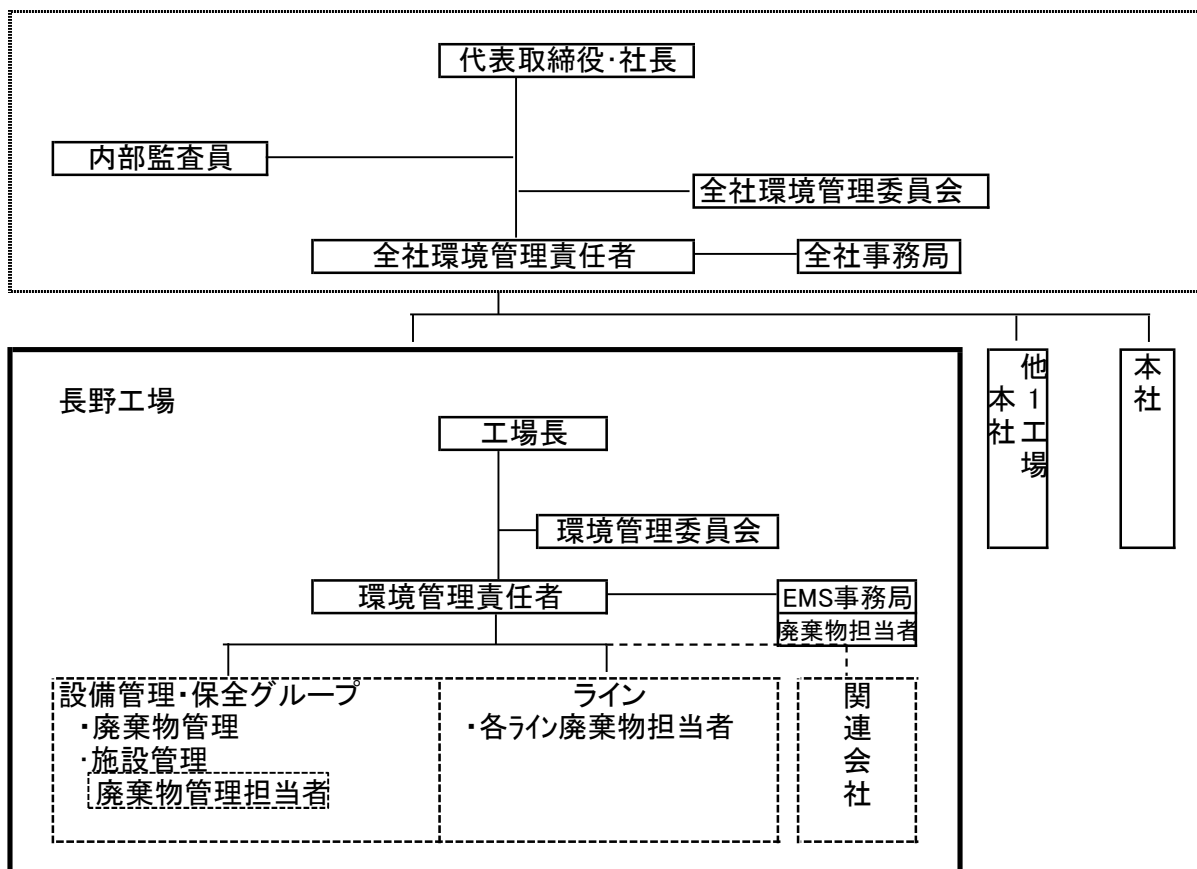 代表取締役･社長
内部監査員
全社環境管理委員会
全社環境管理責任者
全社事務局
長野工場
他1工場
本社
本社
工場長
環境管理委員会
環境管理責任者
EMS事務局
廃棄物担当者
設備管理･保全グループ
・廃棄物管理
･施設管理
廃棄物管理担当者
ライン
・各ﾗｲﾝ廃棄物担当者
関連会社